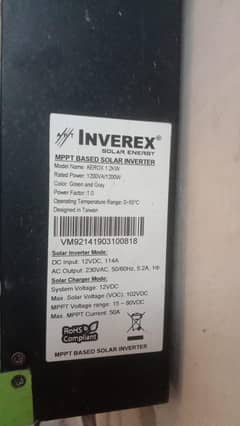 INVEREX®
SOLAR ENERGY
MPPT BASED SOLAR INVERTER
Model Name: AEROX 1.2KW
Rated Power: 1200VA/1200W
Color: Green and Gray
Power Factor: 1.0
Operating Temperature Range: 0~55°C
Designed in Taiwan
VM92141903100818
Solar Inverter Mode:
DC Input: 12VDC, 114A
AC Output: 230VAC, 50/60Hz, 5.2A, 1Φ
Solar Charger Mode:
System Voltage: 12VDC
Max. Solar Voltage (VOC): 102VDC
MPPT Voltage range: 15 ~ 80VDC
Max. MPPT Current: 50A
RoHS
Compliant
MPPT BASED SOLAR INVERTER